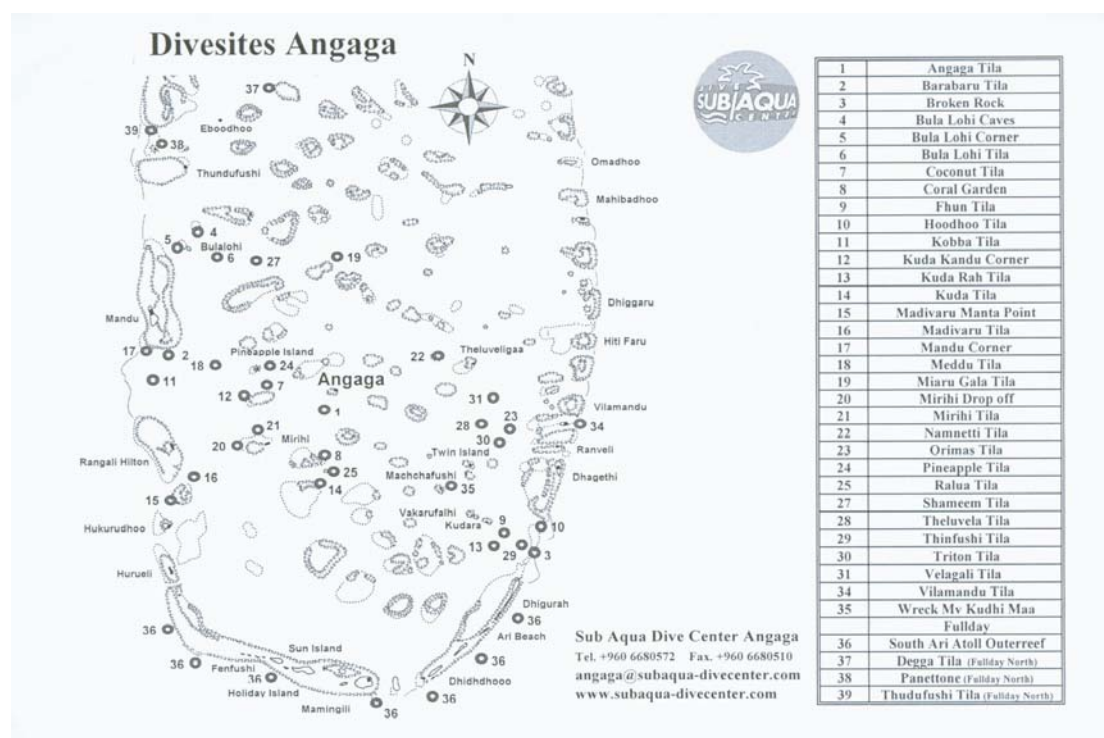 Divesites Angaga
N
37
39
Eboodhoo
38
Thundufushi
Omadhoo
Mahibadhoo
4
5
Bulalohi
6
27
19
Dhiggaru
Mandu
Hiti Faru
17
2
Pineapple Island
22
Theluveligaa
18
24
11
Angaga
7
12
31
Vilamandu
1
28
23
34
21
30
20
Mirihi
Ranveli
Twin Island
8
Rangali Hilton
Machchafushi
Dhagethi
25
16
14
35
15
Vakarufalhi
Hukurudhoo
Kudara
9
10
13
29
3
Hurueli
Dhigurah
36
36
Ari Beach
Sun Island
36
Fenfushi
36
36
Dhidhdhooo
Holiday Island
36
Mamingili
36
DIVE
SUB AQUA
CENTER
Sub Aqua Dive Center Angaga
Tel. +960 6680572 Fax. +960 6680510
angaga@subaqua-divecenter.com
www.subaqua-divecenter.com
1 Angaga Tila
2 Barabaru Tila
3 Broken Rock
4 Bula Lohi Caves
5 Bula Lohi Corner
6 Bula Lohi Tila
7 Coconut Tila
8 Coral Garden
9 Fhun Tila
10 Hoodhoo Tila
11 Kobba Tila
12 Kuda Kandu Corner
13 Kuda Rah Tila
14 Kuda Tila
15 Madivaru Manta Point
16 Madivaru Tila
17 Mandu Corner
18 Meddu Tila
19 Miaru Gala Tila
20 Mirihi Drop off
21 Mirihi Tila
22 Namnetti Tila
23 Orimas Tila
24 Pineapple Tila
25 Ralua Tila
27 Shameem Tila
28 Theluvela Tila
29 Thinfushi Tila
30 Triton Tila
31 Velagali Tila
34 Vilamandu Tila
35 Wreck Mv Kudhi Maa
Fullday
36 South Ari Atoll Outerreef
37 Degga Tila (Fullday North)
38 Panettone (Fullday North)
39 Thudufushi Tila (Fullday North)